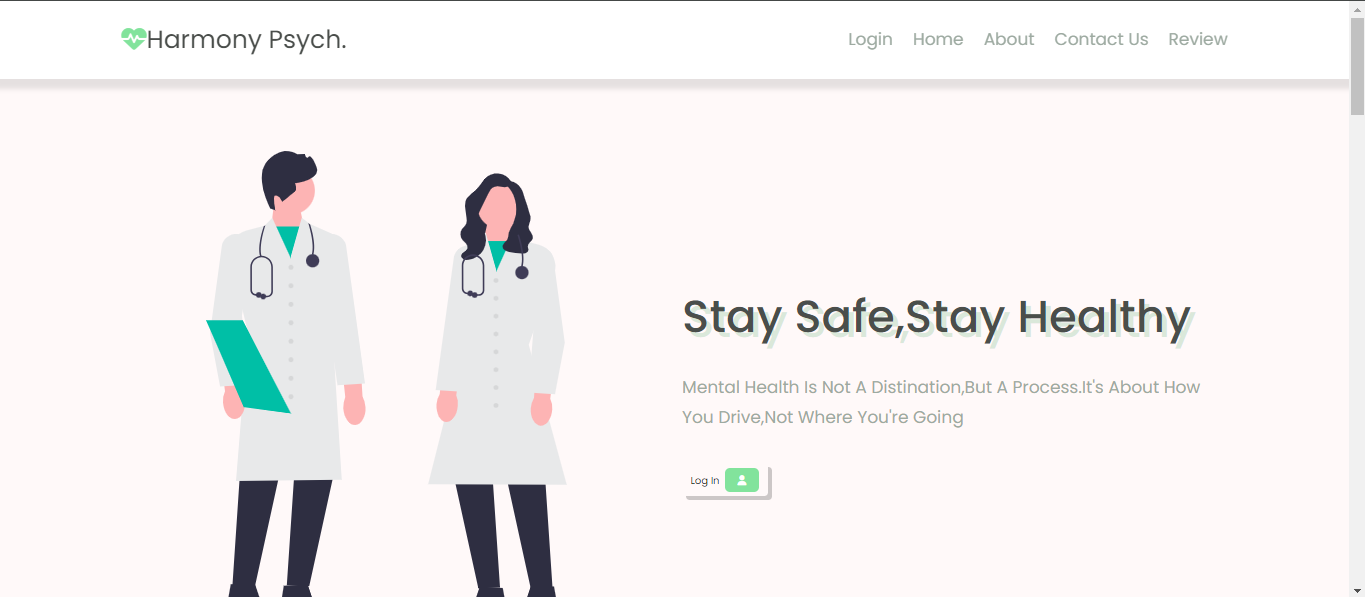 Harmony Psych.
Login Home About Contact Us Review
Stay Safe,Stay Healthy
Mental Health Is Not A Distination,But A Process.It's About How
You Drive,Not Where You're Going
Log In